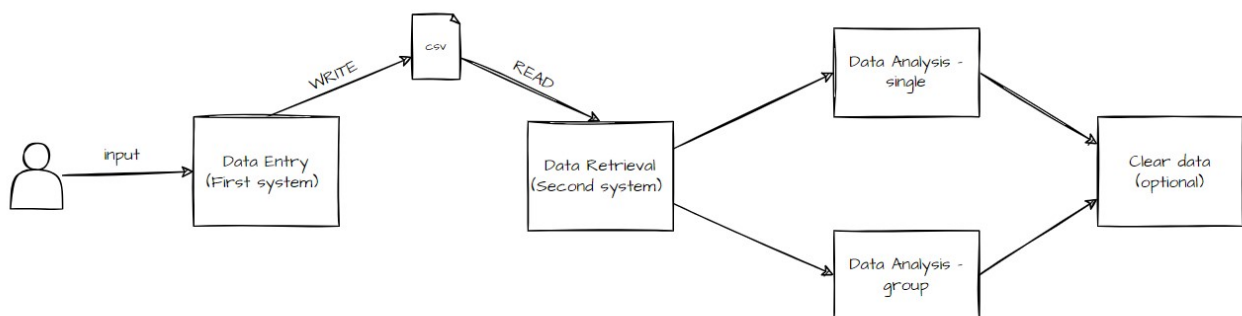 csv
WRITE
READ
input
Data Entry
(First system)
Data Retrieval
(Second system)
Data Analysis -
single
Data Analysis -
group
Clear data
(optional)